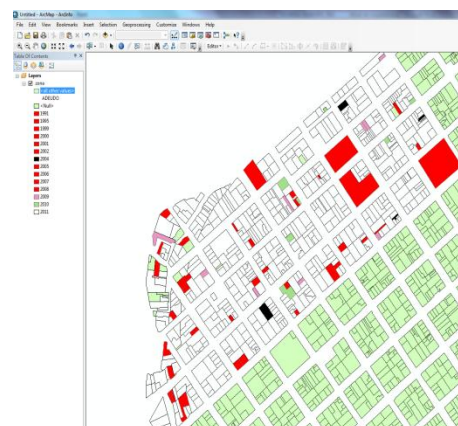 Untitled - ArcMap - ArcInfo
File Edit View Bookmarks Insert Selection Geoprocessing Customize Windows Help
Editor
Table Of Contents
Layers
<all other values>
ADEUDO
<Null>
1991
1995
1999
2000
2001
2002
2004
2005
2006
2007
2008
2009
2010
2011